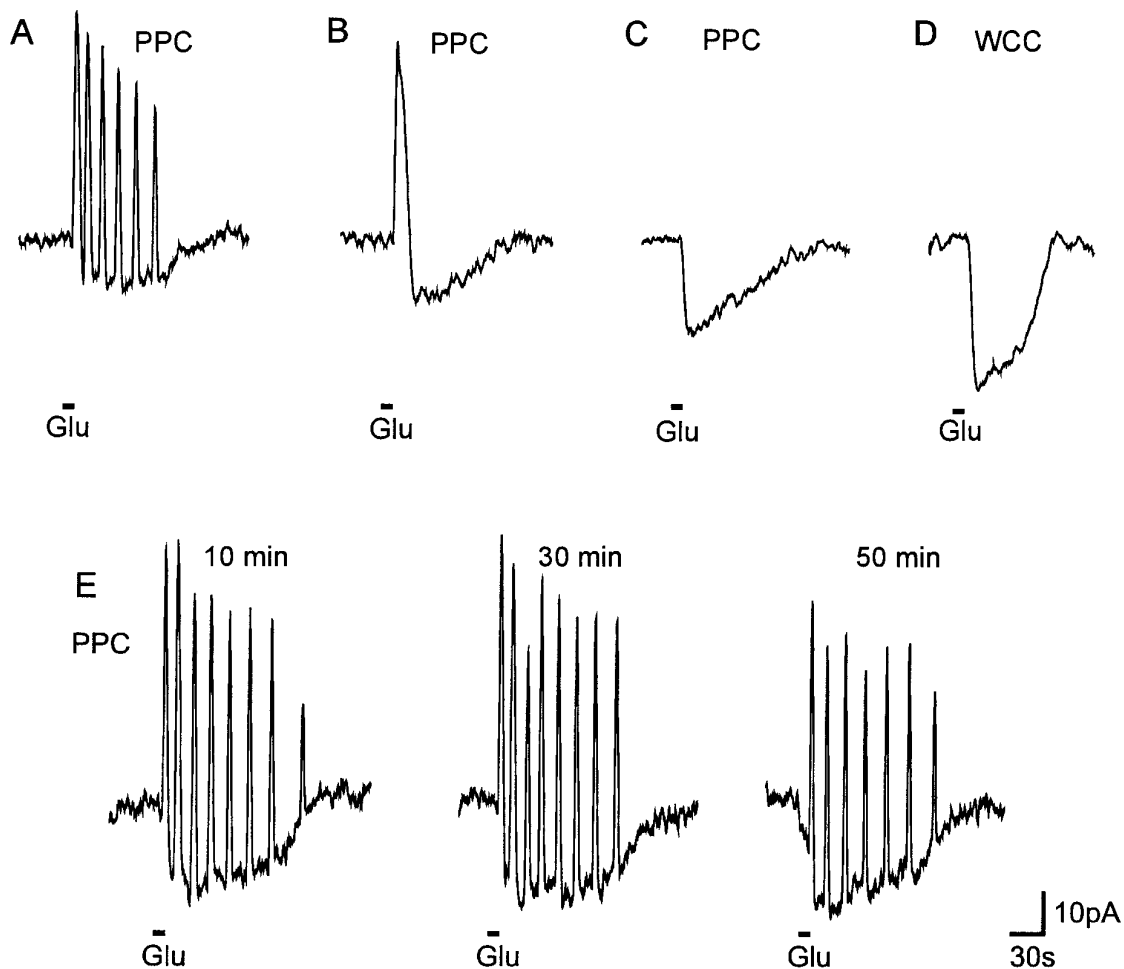 A PPC
B PPC
C PPC
D WCC
Glu
Glu
Glu
Glu
E
PPC
10 min
30 min
50 min
Glu
Glu
Glu
10pA
30s